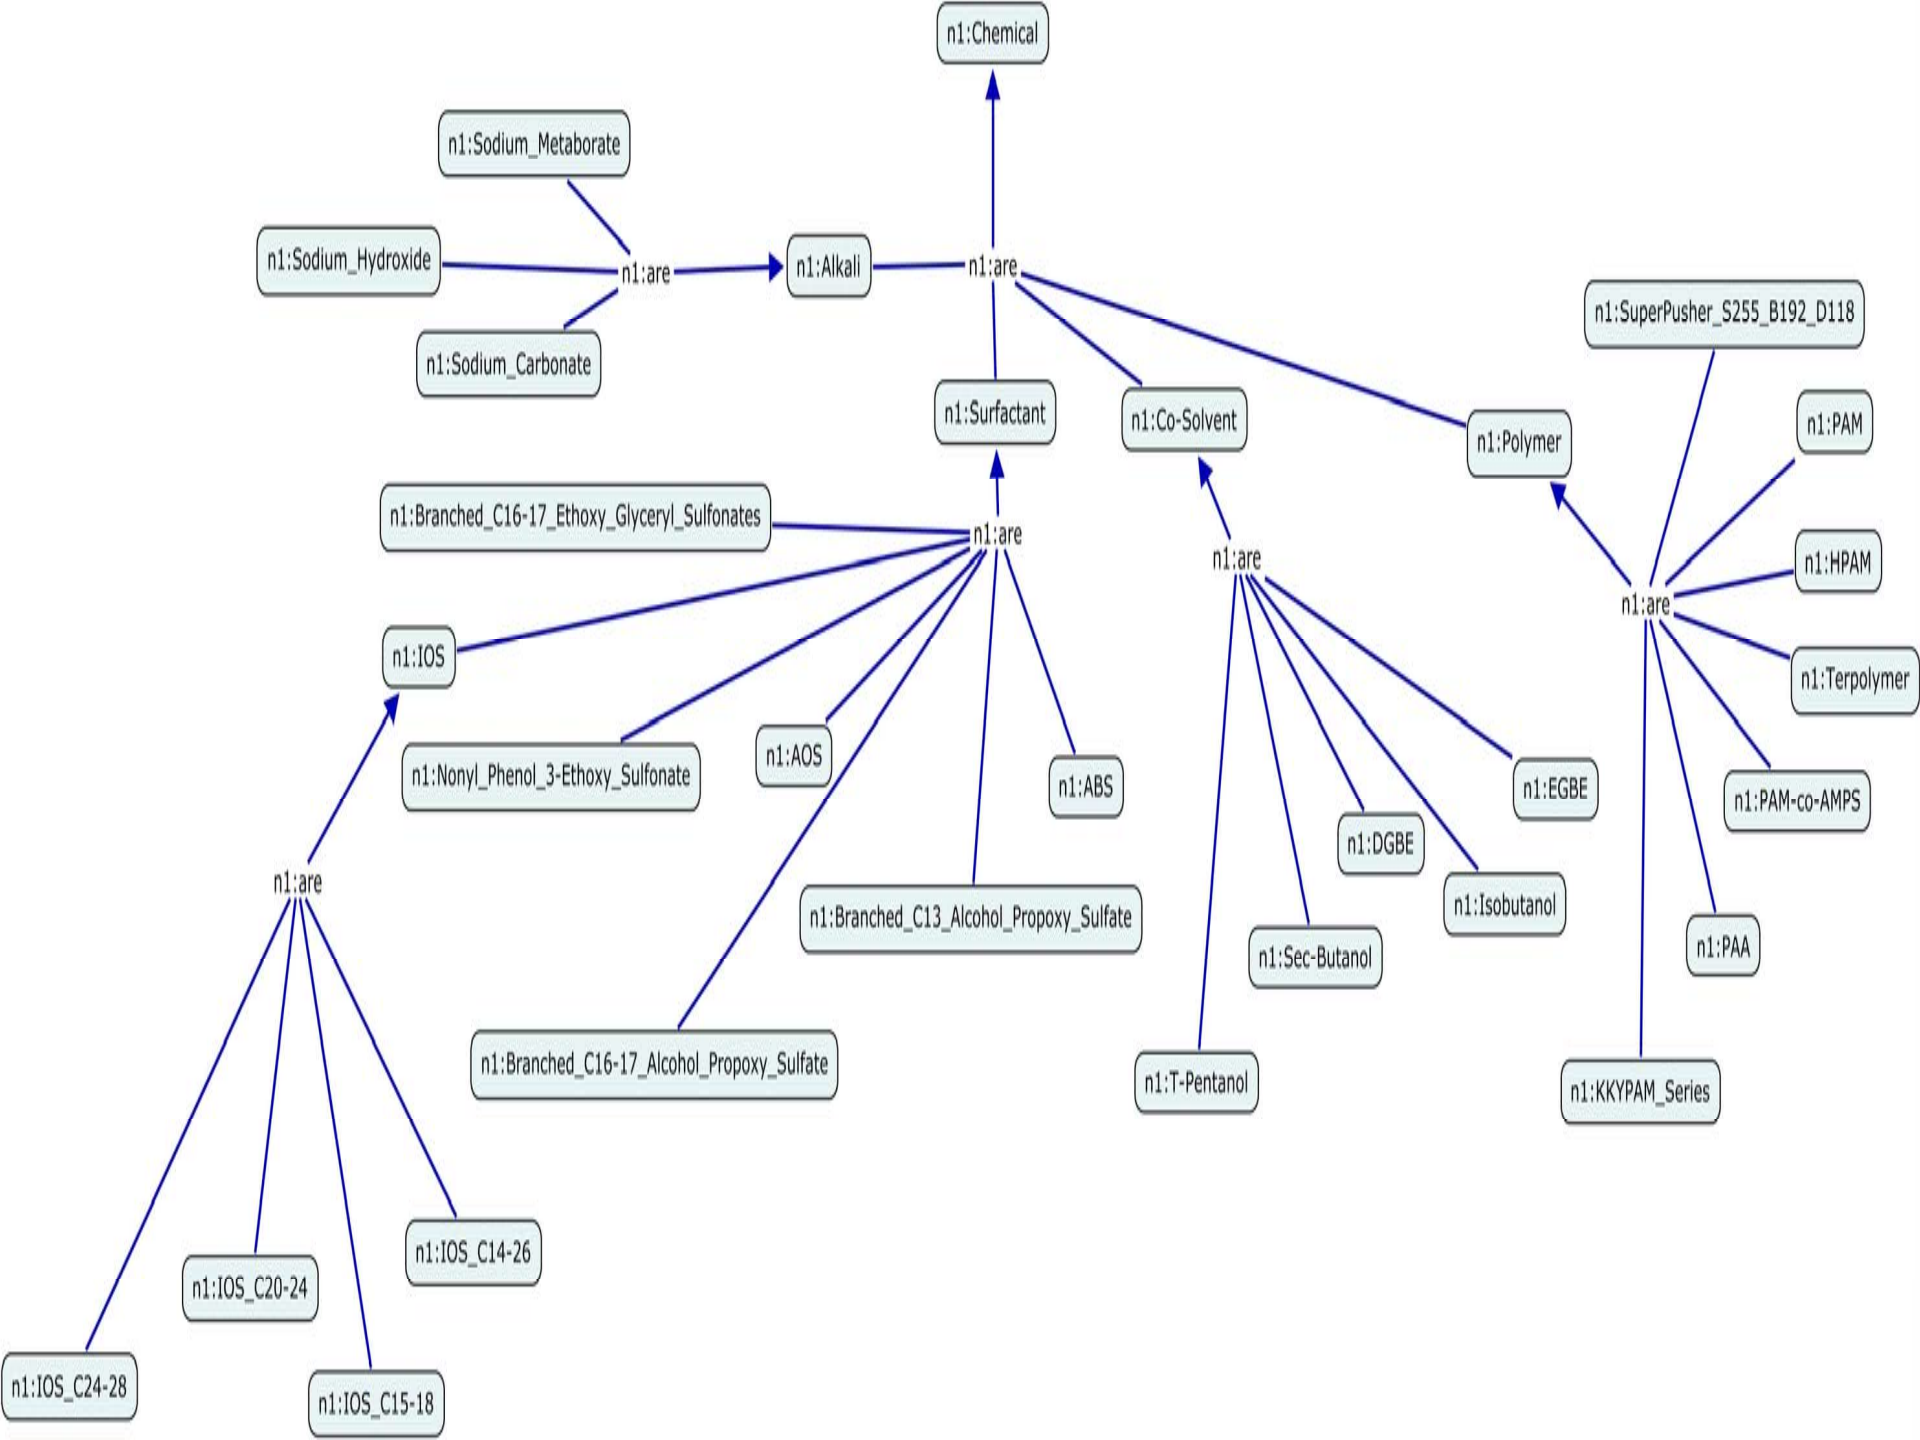 n1:Chemical
n1:Sodium_Metaborate
n1:Sodium_Hydroxide
n1:are
n1:Alkali
n1:are
n1:Sodium_Carbonate
n1:SuperPusher_S255_B192_D118
n1:Surfactant
n1:Co-Solvent
n1:Polymer
n1:PAM
n1:Branched_C16-17_Ethoxy_Glyceryl_Sulfonates
n1:are
n1:are
n1:HPAM
n1:are
n1:IOS
n1:Terpolymer
n1:Nonyl_Phenol_3-Ethoxy_Sulfonate
n1:AOS
n1:ABS
n1:EGBE
n1:PAM-co-AMPS
n1:DGBE
n1:are
n1:Branched_C13_Alcohol_Propoxy_Sulfate
n1:Isobutanol
n1:Sec-Butanol
n1:PAA
n1:Branched_C16-17_Alcohol_Propoxy_Sulfate
n1:T-Pentanol
n1:KKYPAM_Series
n1:IOS_C14-26
n1:IOS_C20-24
n1:IOS_C24-28
n1:IOS_C15-18